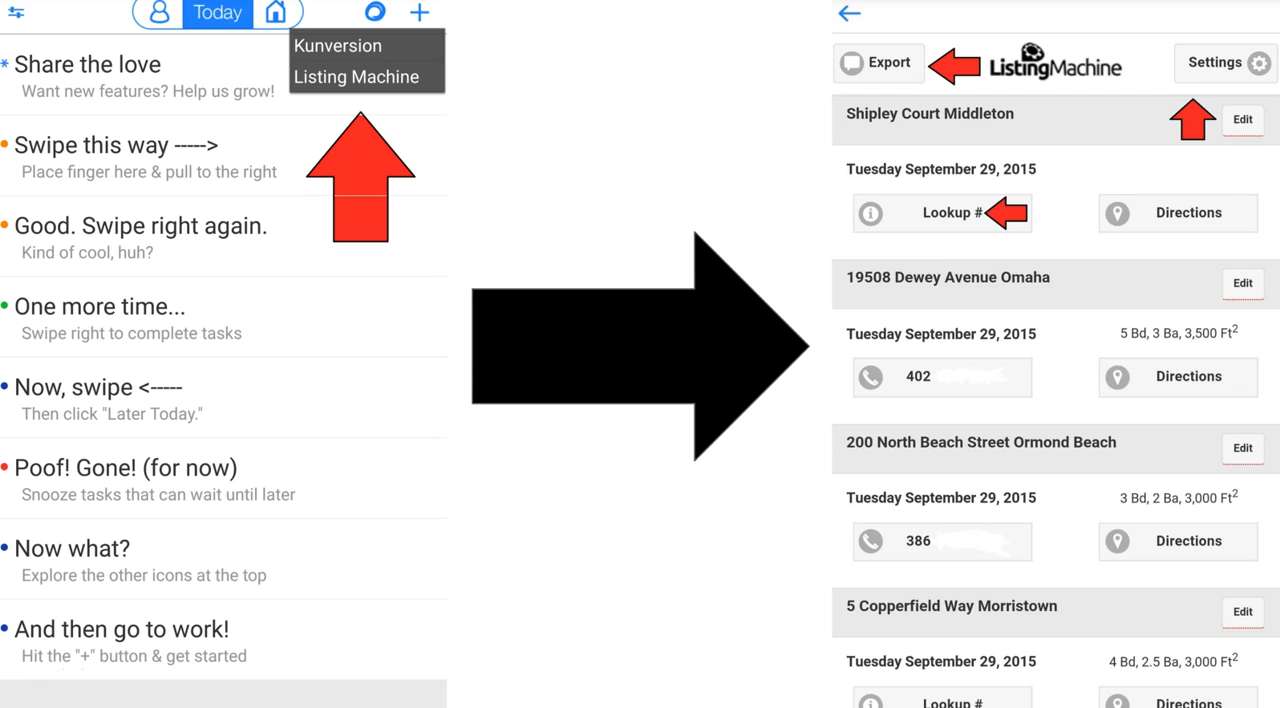 Today
Kunversion
Listing Machine
* Share the love
Want new features? Help us grow!
• Swipe this way ----->
Place finger here & pull to the right
• Good. Swipe right again.
Kind of cool, huh?
• One more time...
Swipe right to complete tasks
• Now, swipe <-----
Then click "Later Today."
• Poof! Gone! (for now)
Snooze tasks that can wait until later
• Now what?
Explore the other icons at the top
• And then go to work!
Hit the "+" button & get started
Export
ListingMachine
Settings
Shipley Court Middleton
Edit
Tuesday September 29, 2015
Lookup #
Directions
19508 Dewey Avenue Omaha
Edit
Tuesday September 29, 2015
5 Bd, 3 Ba, 3,500 Ft²
402
Directions
200 North Beach Street Ormond Beach
Edit
Tuesday September 29, 2015
3 Bd, 2 Ba, 3,000 Ft²
386
Directions
5 Copperfield Way Morristown
Edit
Tuesday September 29, 2015
4 Bd, 2.5 Ba, 3,000 Ft²
Lookup #
Directions